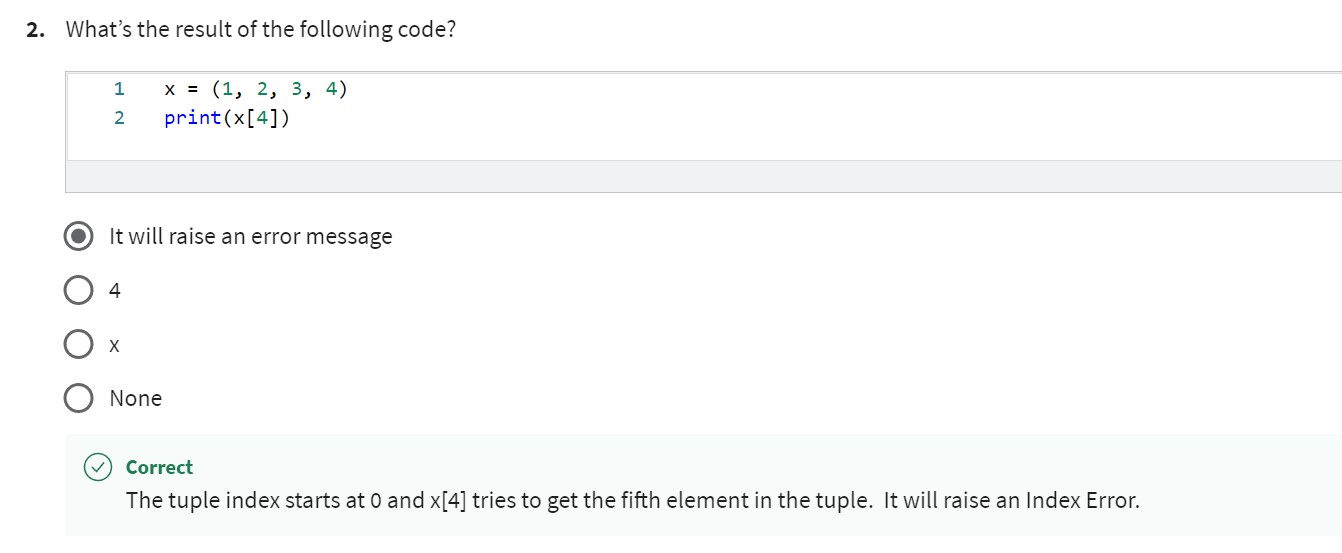 2. What’s the result of the following code?
1 x = (1, 2, 3, 4)
2 print(x[4])
It will raise an error message
4
x
None
Correct
The tuple index starts at 0 and x[4] tries to get the fifth element in the tuple. It will raise an Index Error.